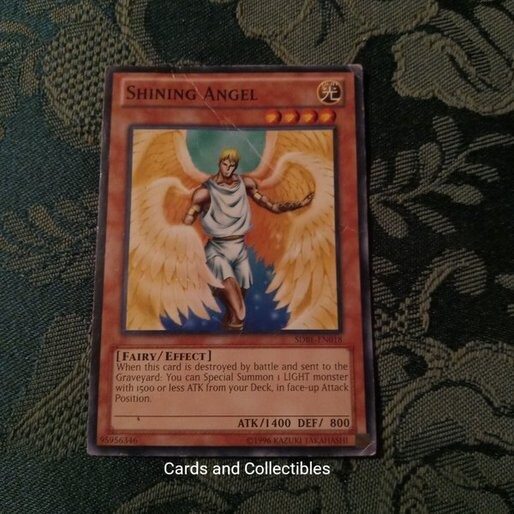 SHINING ANGEL
光
SDBE-EN018
[FAIRY/EFFECT]
When this card is destroyed by battle and sent to the
Graveyard: You can Special Summon 1 LIGHT monster
with 1500 or less ATK from your Deck, in face-up Attack
Position.
ATK/1400 DEF/ 800
95956346
©1996 KAZUKI TAKAHASHI
Cards and Collectibles